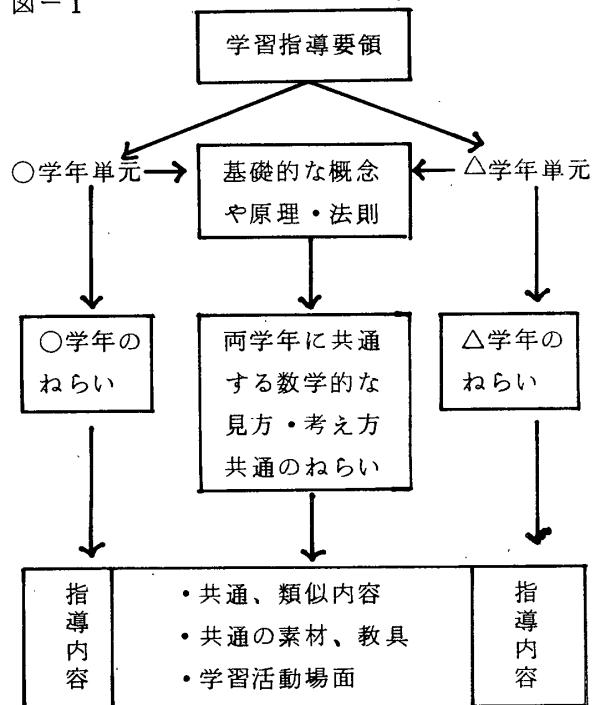 図－1
学習指導要領
○学年単元
基礎的な概念
や原理・法則
△学年単元
○学年の
ねらい
両学年に共通
する数学的な
見方・考え方
共通のねらい
△学年の
ねらい
指導内容
・共通、類似内容
・共通の素材、教具
・学習活動場面
指導内容